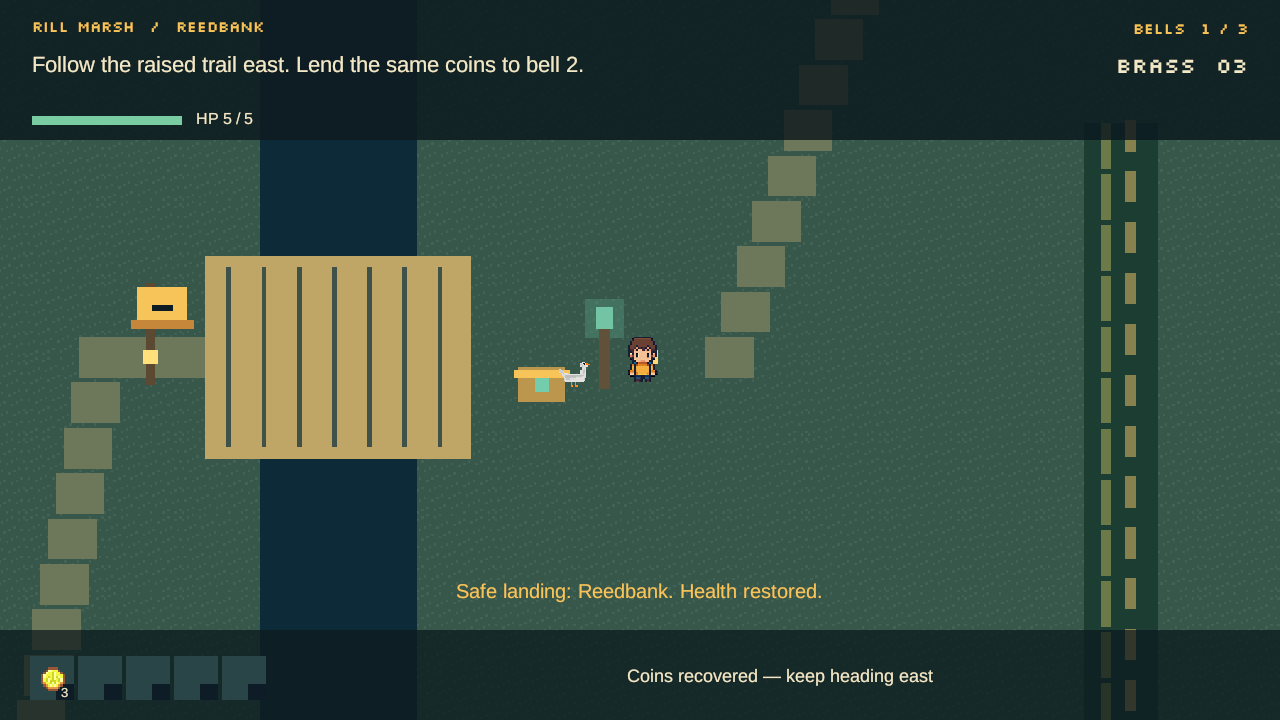 RILL MARSH / REEDBANK
BELLS 1 / 3
Follow the raised trail east. Lend the same coins to bell 2.
BRASS 03
HP 5 / 5
Safe landing: Reedbank. Health restored.
Coins recovered — keep heading east
3